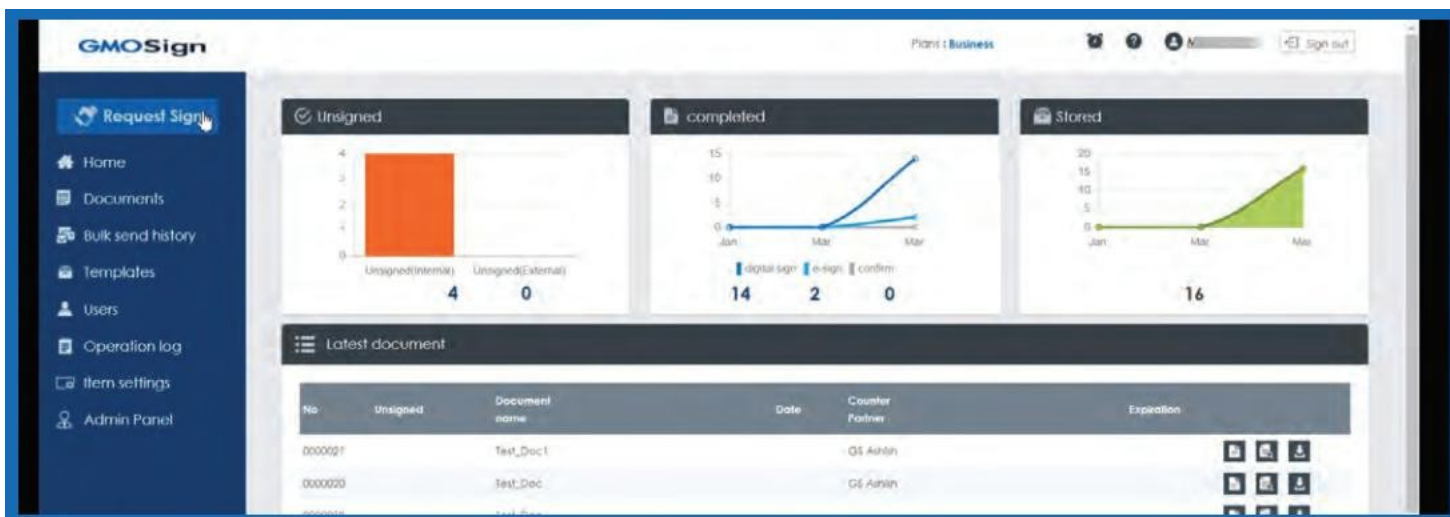 GMOSign
Plans : Business
Sign out
Request Sign
Home
Documents
Bulk send history
Templates
Users
Operation log
Item settings
Admin Panel
Unsigned
4
3
2
1
0
Unsigned(Internal) Unsigned(External)
4 0
completed
15
10
5
0
Jan Mar Mar
digital sign e-sign confirm
14 2 0
Stored
20
15
10
5
0
Jan Mar Mar
16
Latest document
No Unsigned Document name Date Counter Partner Expiration
0000021 Test_Doc1 GS Ashlin
0000020 Test_Doc GS Ashlin